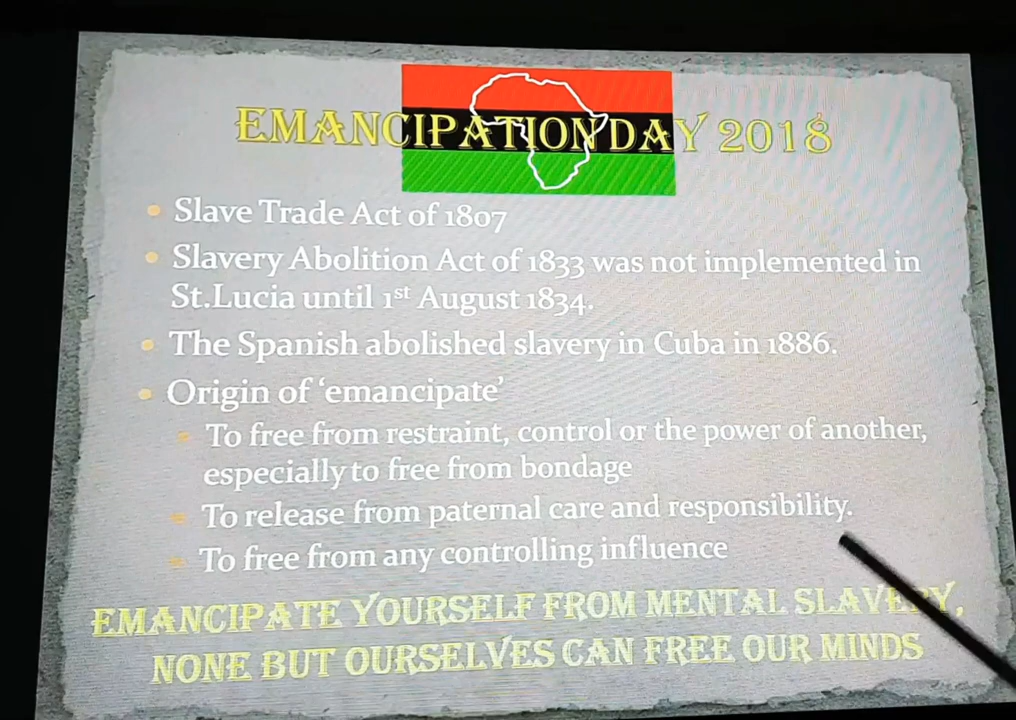 EMANCIPATION DAY 2018
• Slave Trade Act of 1807
• Slavery Abolition Act of 1833 was not implemented in
St.Lucia until 1st August 1834.
• The Spanish abolished slavery in Cuba in 1886.
• Origin of ‘emancipate’
To free from restraint, control or the power of another,
especially to free from bondage
To release from paternal care and responsibility.
To free from any controlling influence
EMANCIPATE YOURSELF FROM MENTAL SLAVERY,
NONE BUT OURSELVES CAN FREE OUR MINDS